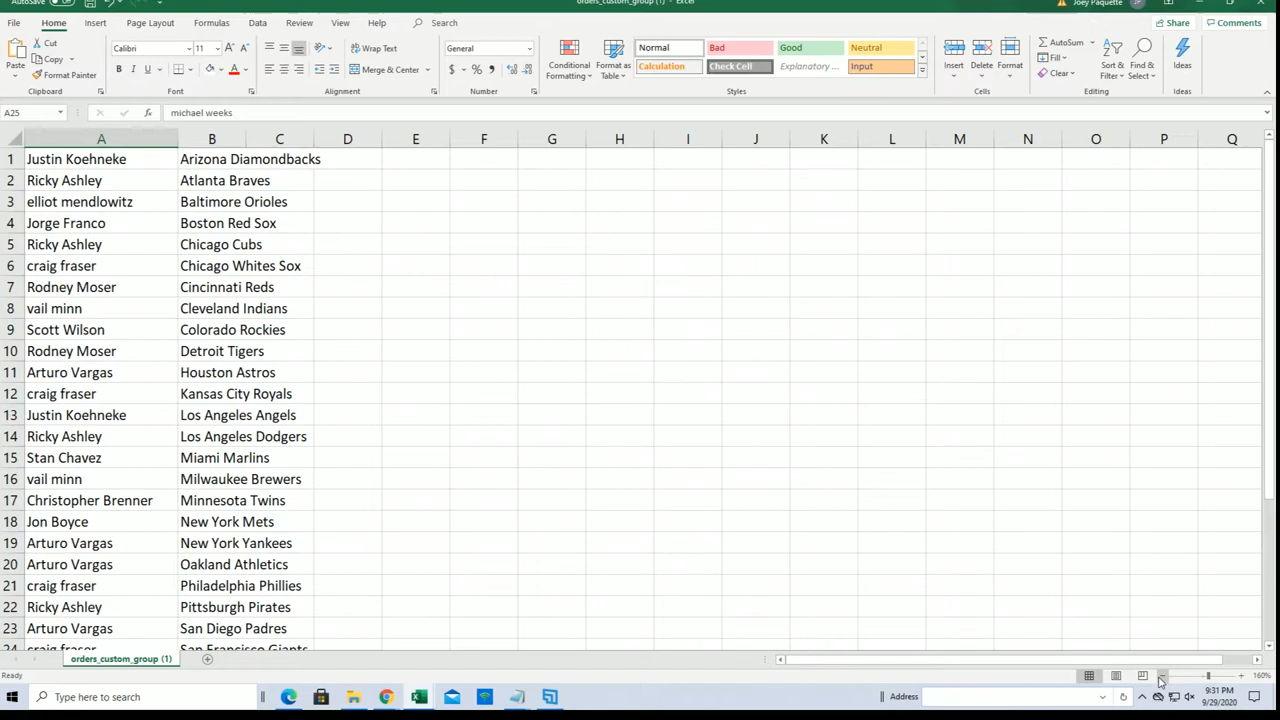 AutoSave Off orders_custom_group (1) - Excel Joey Paquette JP
File Home Insert Page Layout Formulas Data Review View Help Search Share Comments
Cut Calibri 11 Wrap Text General Normal Bad Good Neutral AutoSum
Copy Fill
Paste Format Painter B I U Merge & Center $ % Conditional Formatting Format as Table Calculation Check Cell Explanatory ... Input Insert Delete Format Clear Sort & Filter Find & Select Ideas
Clipboard Font Alignment Number Styles Cells Editing Ideas
A25 fx michael weeks
A B C D E F G H I J K L M N O P Q
1 Justin Koehneke Arizona Diamondbacks
2 Ricky Ashley Atlanta Braves
3 elliot mendlowitz Baltimore Orioles
4 Jorge Franco Boston Red Sox
5 Ricky Ashley Chicago Cubs
6 craig fraser Chicago Whites Sox
7 Rodney Moser Cincinnati Reds
8 vail minn Cleveland Indians
9 Scott Wilson Colorado Rockies
10 Rodney Moser Detroit Tigers
11 Arturo Vargas Houston Astros
12 craig fraser Kansas City Royals
13 Justin Koehneke Los Angeles Angels
14 Ricky Ashley Los Angeles Dodgers
15 Stan Chavez Miami Marlins
16 vail minn Milwaukee Brewers
17 Christopher Brenner Minnesota Twins
18 Jon Boyce New York Mets
19 Arturo Vargas New York Yankees
20 Arturo Vargas Oakland Athletics
21 craig fraser Philadelphia Phillies
22 Ricky Ashley Pittsburgh Pirates
23 Arturo Vargas San Diego Padres
24 craig fraser San Francisco Giants
orders_custom_group (1)
Ready 160%
Type here to search Address 9:31 PM
9/29/2020